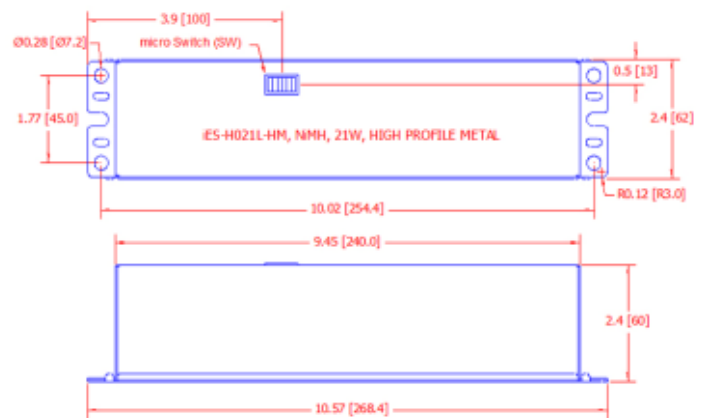 3.9 [100]
Ø0.28 [Ø7.2]
micro Switch (SW)
0.5 [13]
1.77 [45.0]
2.4 [62]
iES-H021L-HM, NiMH, 21W, HIGH PROFILE METAL
R0.12 [R3.0]
10.02 [254.4]
9.45 [240.0]
2.4 [60]
10.57 [268.4]